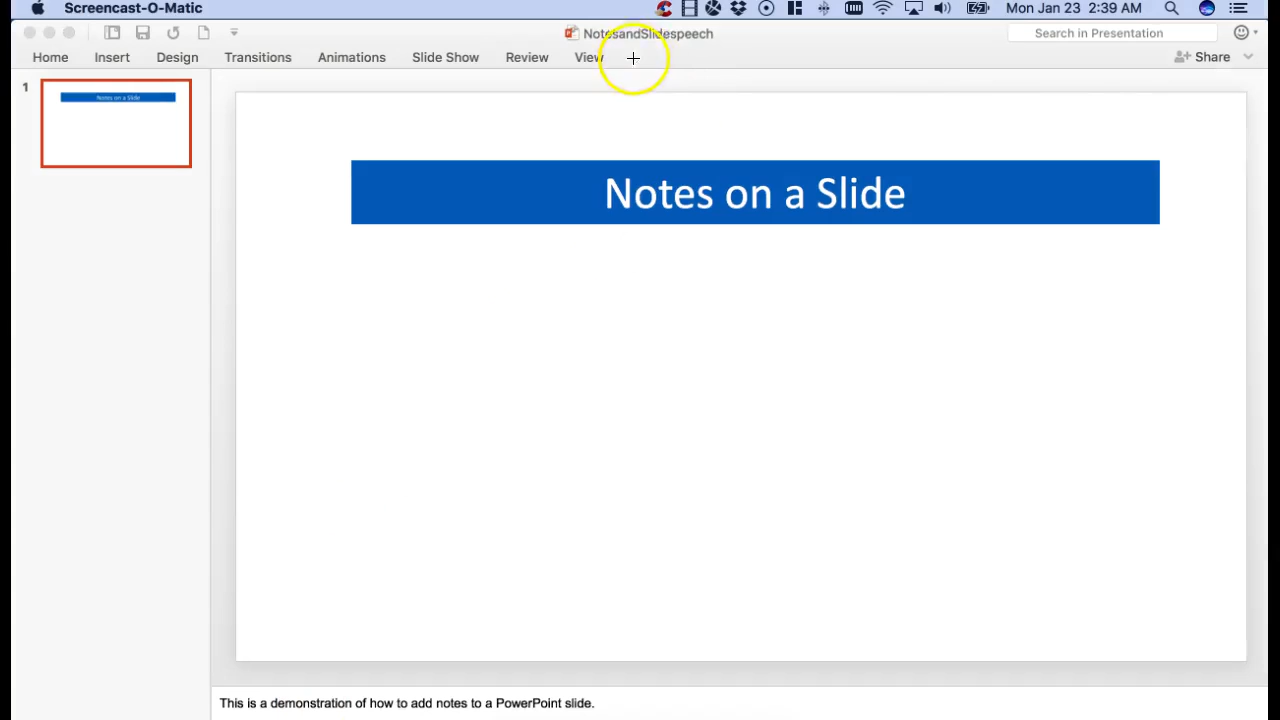 Screencast-O-Matic
Mon Jan 23 2:39 AM
NotesandSlidespeech
Search in Presentation
Home Insert Design Transitions Animations Slide Show Review View
Share
1
Notes on a Slide
Notes on a Slide
This is a demonstration of how to add notes to a PowerPoint slide.